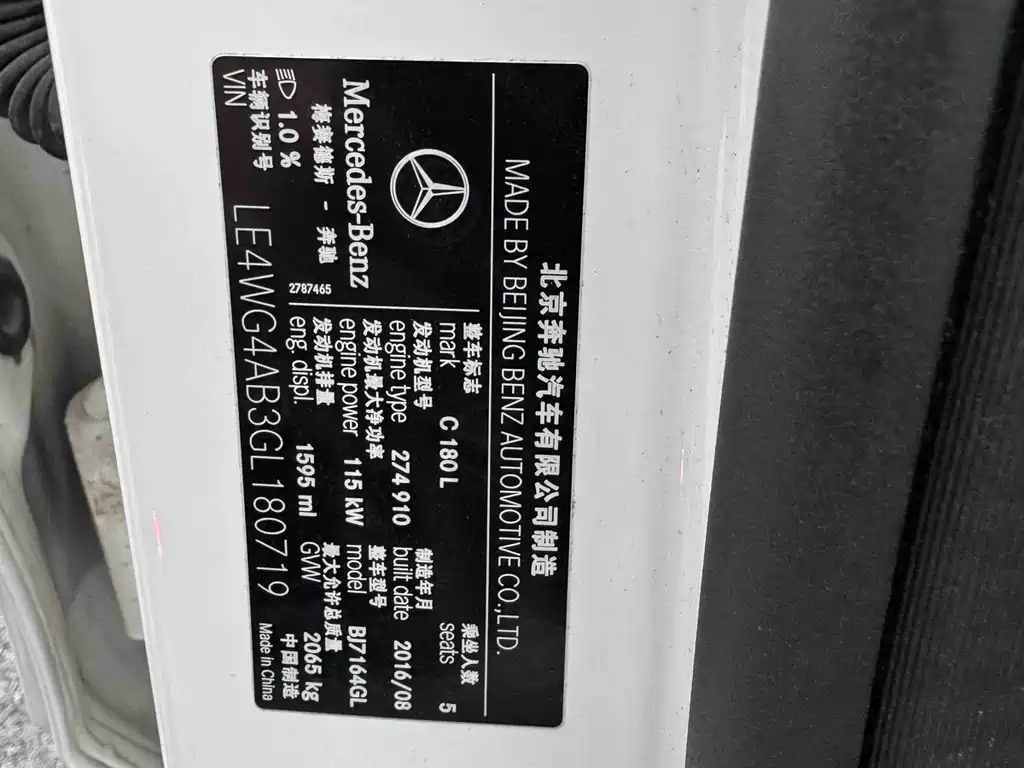 北京奔驰汽车有限公司制造
MADE BY BEIJING BENZ AUTOMOTIVE CO.,LTD.
整车标志 乘坐人数
mark C 180 L seats 5
发动机型号 制造年月
engine type 274 910 built date 2016/08
发动机最大净功率 整车型号
engine power 115 kW model BJ7164GL
发动机排量 最大允许总质量
eng. displ. 1595 ml GVW 2065 kg
Mercedes-Benz
梅赛德斯 - 奔驰
2787465
1.0 %
车辆识别号
VIN LE4WG4AB3GL180719
中国制造
Made in China